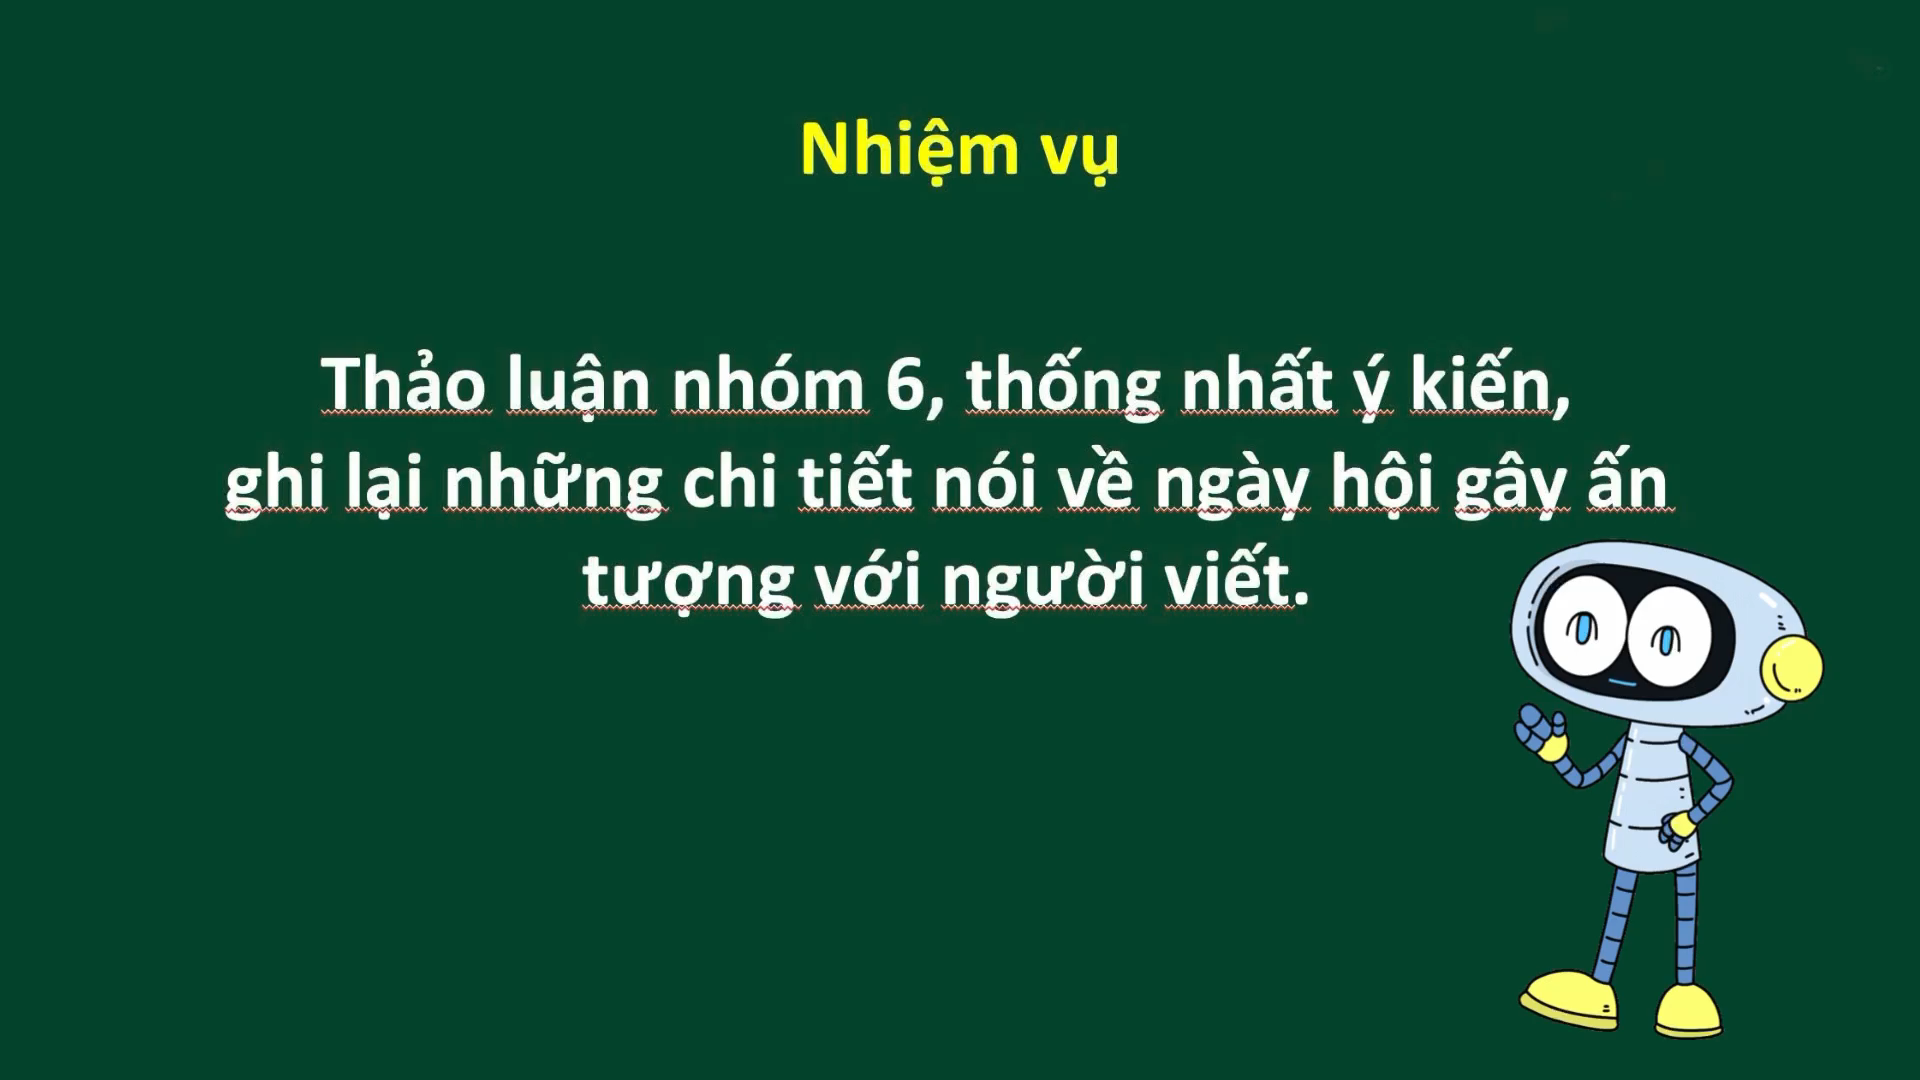 Nhiệm vụ
Thảo luận nhóm 6, thống nhất ý kiến,
ghi lại những chi tiết nói về ngày hội gây ấn
tượng với người viết.